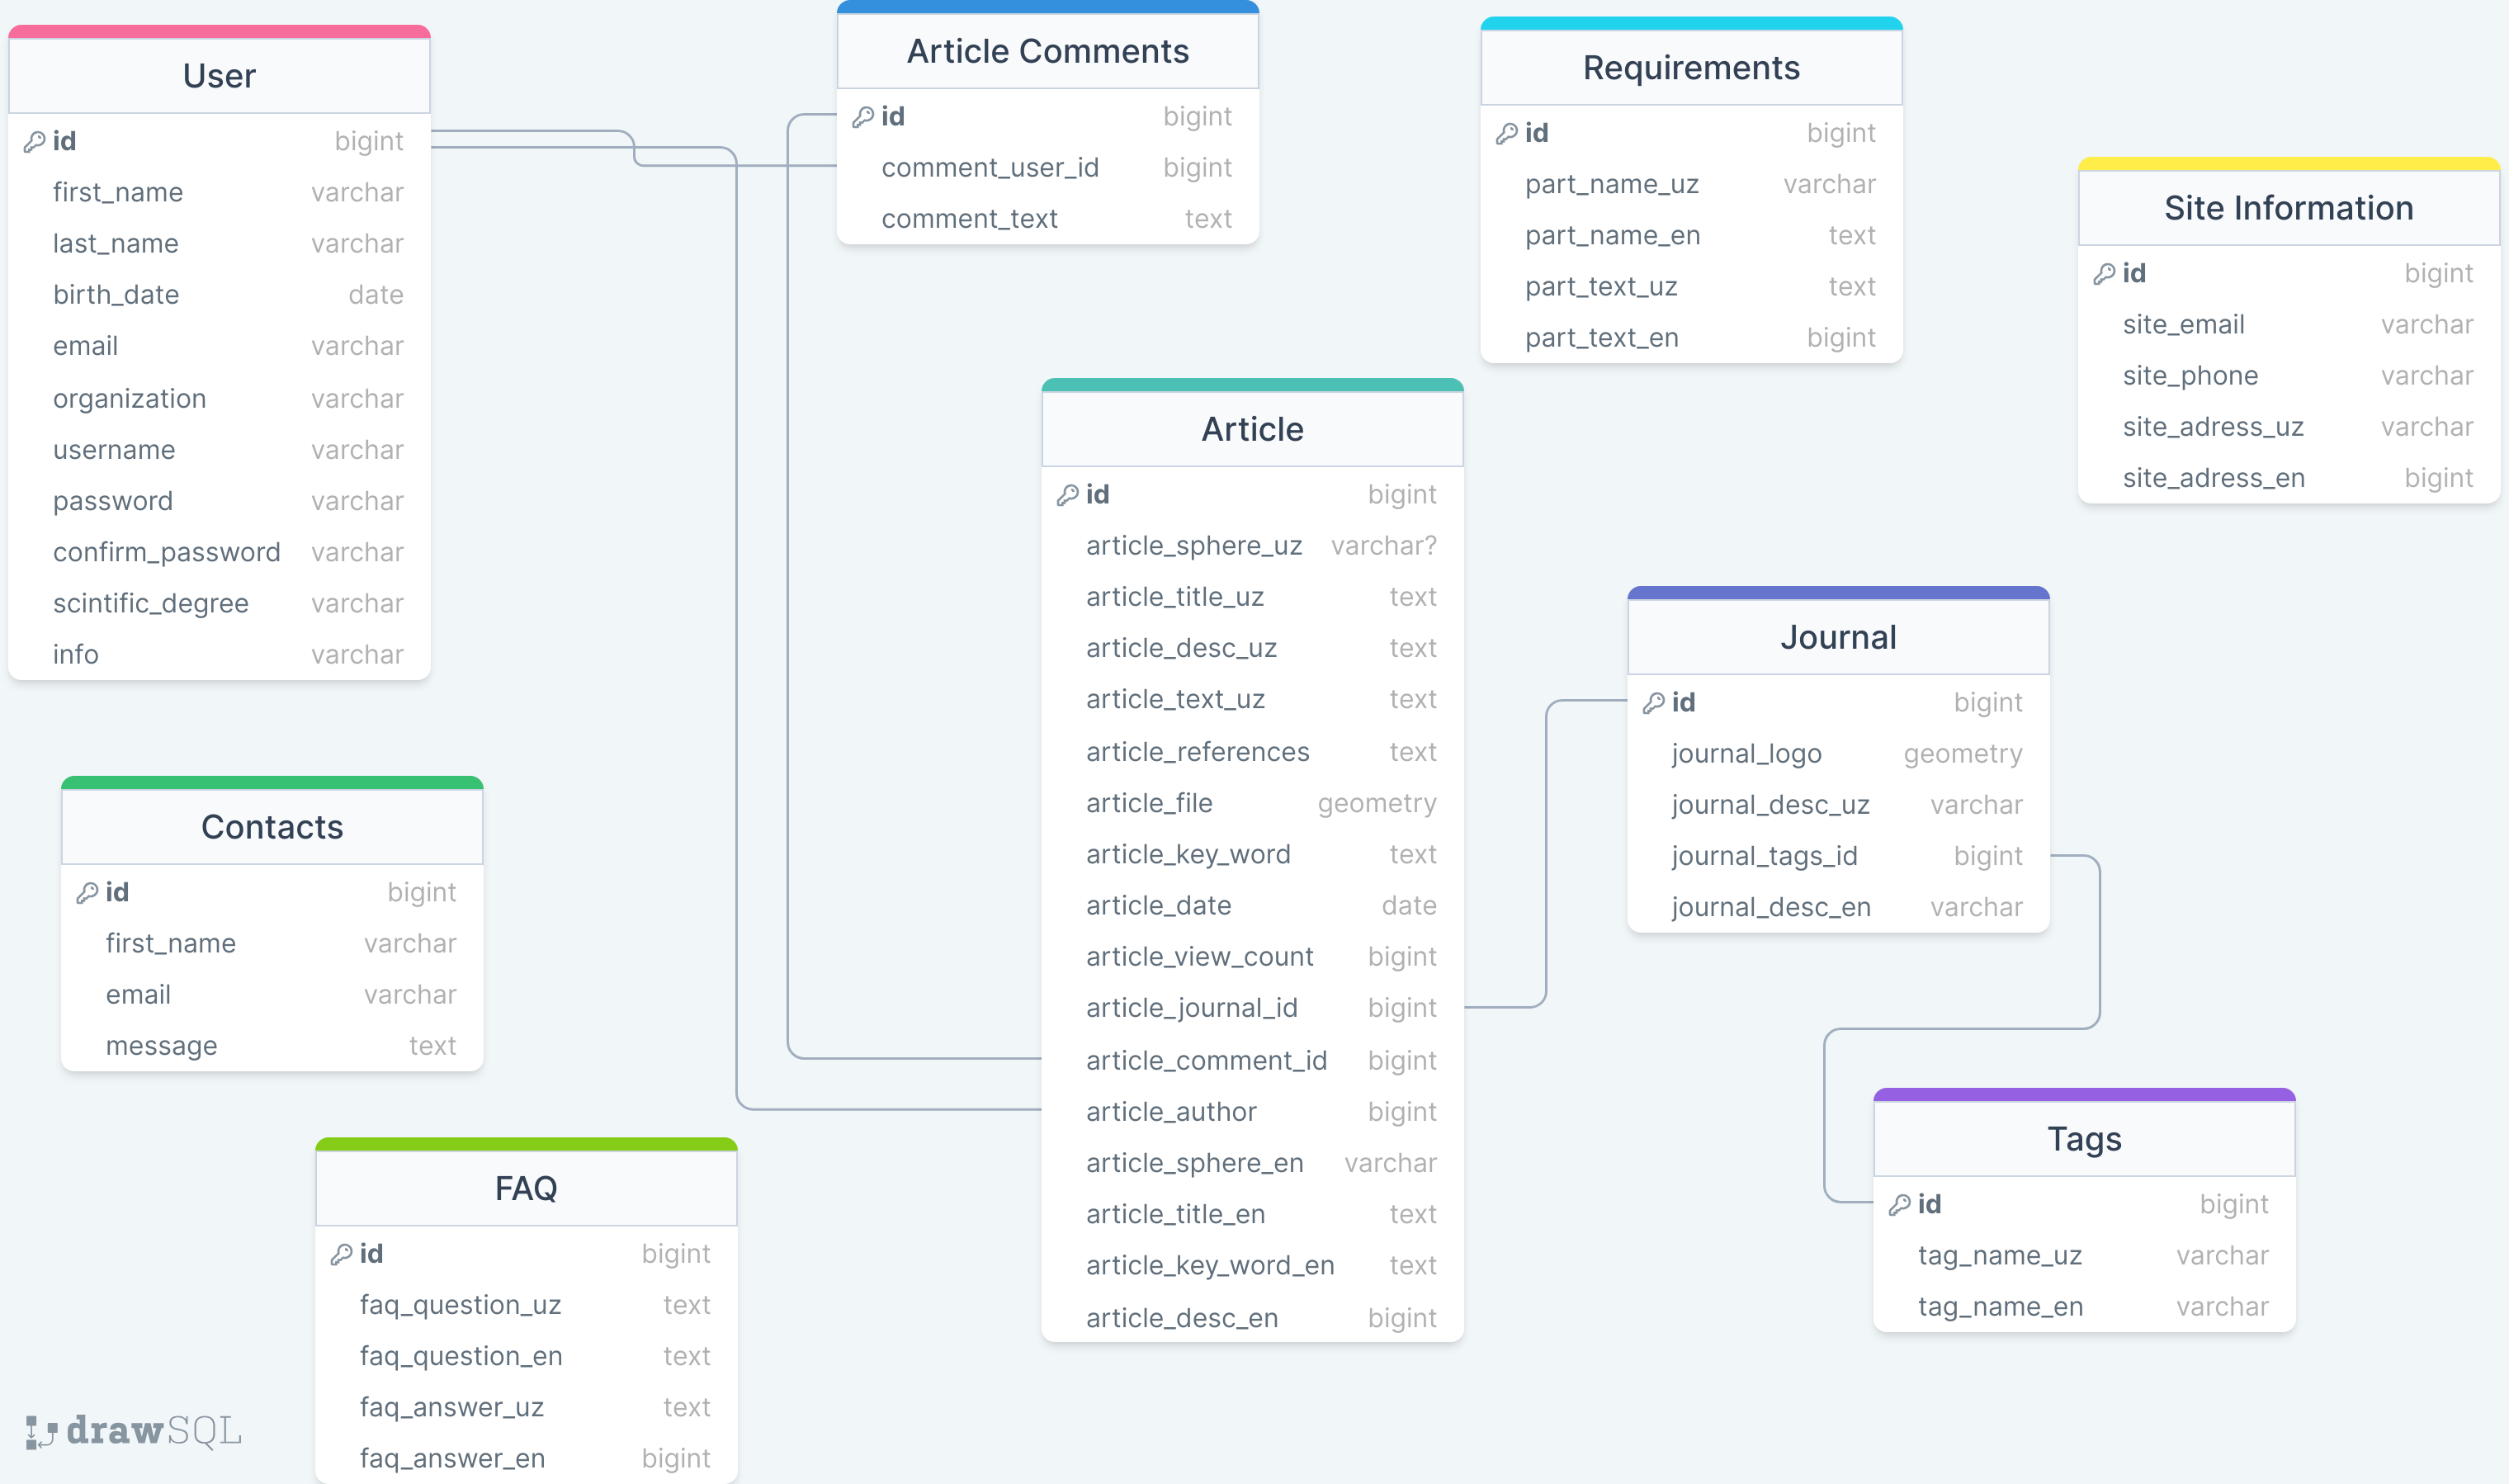 User
id bigint
first_name varchar
last_name varchar
birth_date date
email varchar
organization varchar
username varchar
password varchar
confirm_password varchar
scintific_degree varchar
info varchar
Article Comments
id bigint
comment_user_id bigint
comment_text text
Requirements
id bigint
part_name_uz varchar
part_name_en text
part_text_uz text
part_text_en bigint
Site Information
id bigint
site_email varchar
site_phone varchar
site_adress_uz varchar
site_adress_en bigint
Article
id bigint
article_sphere_uz varchar?
article_title_uz text
article_desc_uz text
article_text_uz text
article_references text
article_file geometry
article_key_word text
article_date date
article_view_count bigint
article_journal_id bigint
article_comment_id bigint
article_author bigint
article_sphere_en varchar
article_title_en text
article_key_word_en text
article_desc_en bigint
Journal
id bigint
journal_logo geometry
journal_desc_uz varchar
journal_tags_id bigint
journal_desc_en varchar
Contacts
id bigint
first_name varchar
email varchar
message text
Tags
id bigint
tag_name_uz varchar
tag_name_en varchar
FAQ
id bigint
faq_question_uz text
faq_question_en text
faq_answer_uz text
faq_answer_en bigint
drawSQL